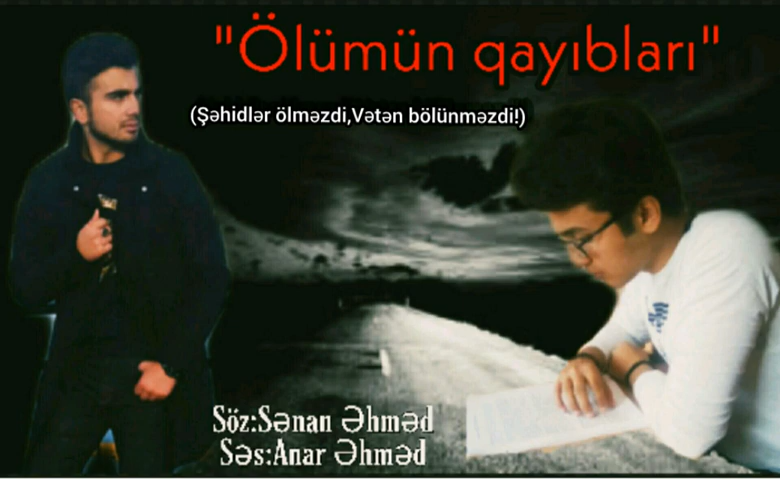 "Ölümün qayıbları"
(Şəhidlər ölməzdi,Vətən bölünməzdi!)
Söz:Sənan Əhməd
Səs:Anar Əhməd